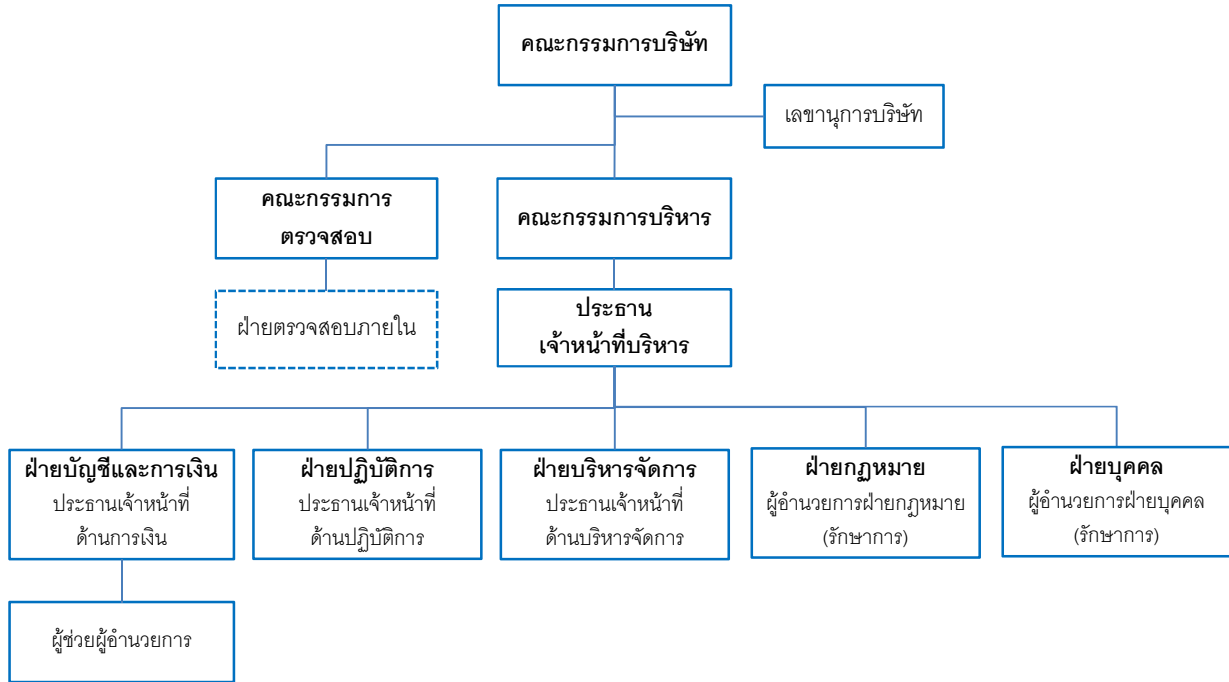 คณะกรรมการบริษัท
เลขานุการบริษัท
คณะกรรมการ
ตรวจสอบ
คณะกรรมการบริหาร
ฝ่ายตรวจสอบภายใน
ประธาน
เจ้าหน้าที่บริหาร
ฝ่ายบัญชีและการเงิน
ประธานเจ้าหน้าที่
ด้านการเงิน
ฝ่ายปฏิบัติการ
ประธานเจ้าหน้าที่
ด้านปฏิบัติการ
ฝ่ายบริหารจัดการ
ประธานเจ้าหน้าที่
ด้านบริหารจัดการ
ฝ่ายกฎหมาย
ผู้อำนวยการฝ่ายกฎหมาย
(รักษาการ)
ฝ่ายบุคคล
ผู้อำนวยการฝ่ายบุคคล
(รักษาการ)
ผู้ช่วยผู้อำนวยการ